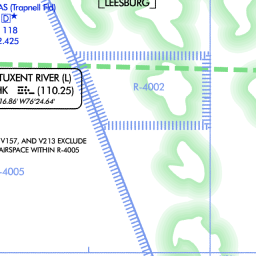 AS (Trapnell Fld)
D
118
2.425
LEESBURG
TUXENT RIVER (L)
HK (110.25)
16.86' W76°24.64'
R-4002
V157, AND V213 EXCLUDE
AIRSPACE WITHIN R-4005
-4005